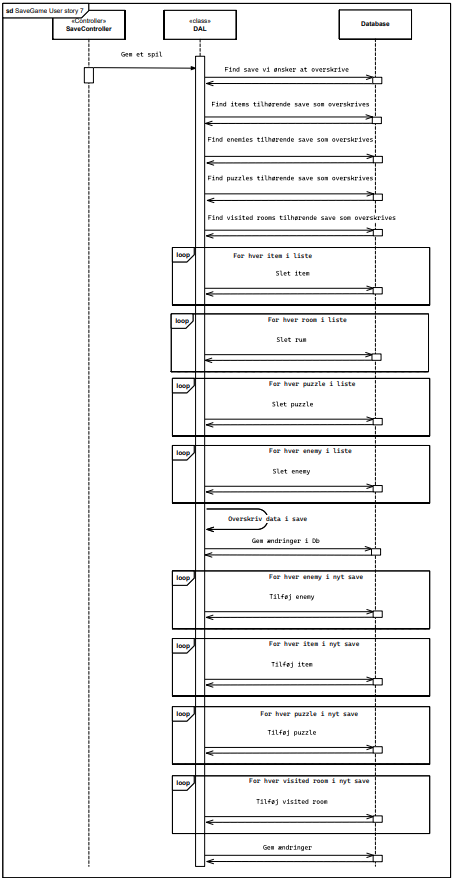 sd SaveGame User story 7
«Controller»
SaveController
«class»
DAL
Database
Gem et spil
Find save vi ønsker at overskrive
Find items tilhørende save som overskrives
Find enemies tilhørende save som overskrives
Find puzzles tilhørende save som overskrives
Find visited rooms tilhørende save som overskrives
loop
For hver item i liste
Slet item
loop
For hver room i liste
Slet rum
loop
For hver puzzle i liste
Slet puzzle
loop
For hver enemy i liste
Slet enemy
Overskriv data i save
Gem ændringer i Db
loop
For hver enemy i nyt save
Tilføj enemy
loop
For hver item i nyt save
Tilføj item
loop
For hver puzzle i nyt save
Tilføj puzzle
loop
For hver visited room i nyt save
Tilføj visited room
Gem ændringer